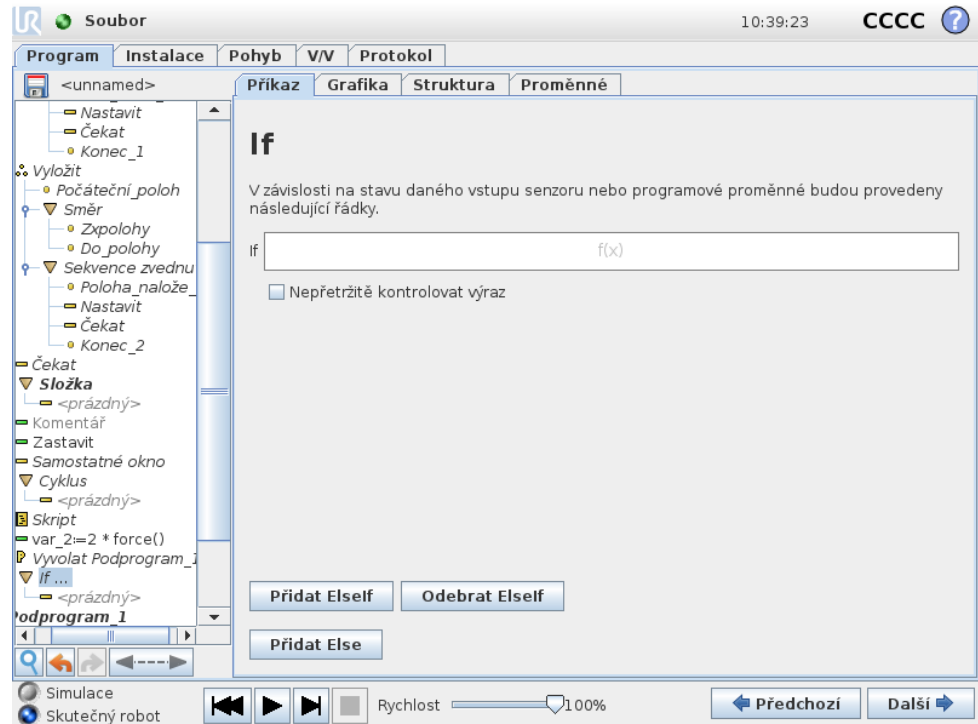 UR Soubor 10:39:23 CCCC ?
Program Instalace Pohyb V/V Protokol
<unnamed>
Příkaz Grafika Struktura Proměnné
Nastavit
Čekat
Konec_1
Vyložit
Počáteční_poloh
Směr
Zxpolohy
Do_polohy
Sekvence zvednu
Poloha_nalože_
Nastavit
Čekat
Konec_2
Čekat
Složka
<prázdný>
Komentář
Zastavit
Samostatné okno
Cyklus
<prázdný>
Skript
var_2:=2 * force()
Vyvolat Podprogram_1
If ...
<prázdný>
Podprogram_1
If
V závislosti na stavu daného vstupu senzoru nebo programové proměnné budou provedeny
následující řádky.
If f(x)
Nepřetržitě kontrolovat výraz
Přidat ElseIf Odebrat ElseIf
Přidat Else
Simulace
Skutečný robot
Rychlost 100%
Předchozí Další